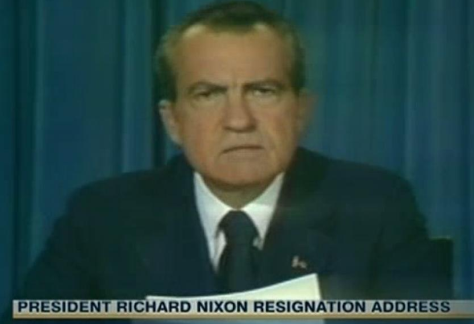 PRESIDENT RICHARD NIXON RESIGNATION ADDRESS